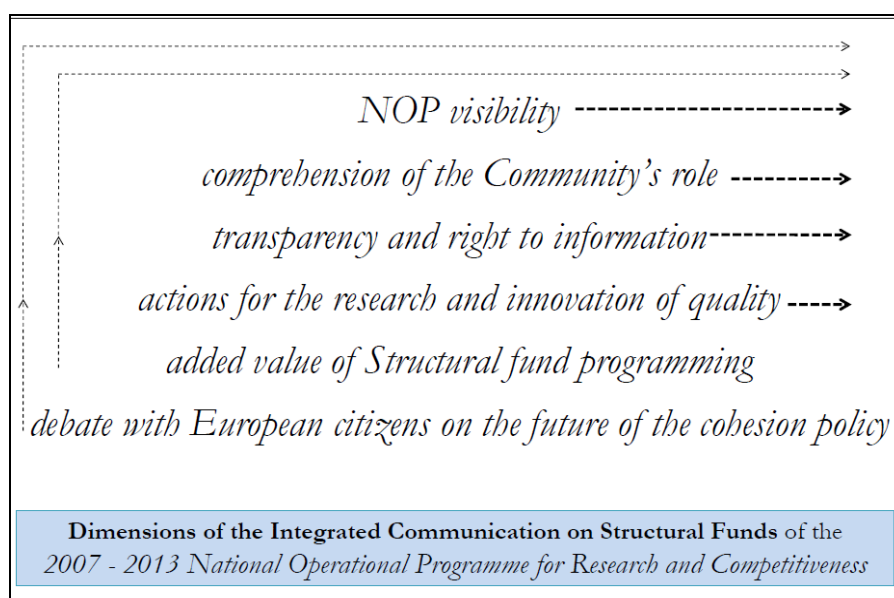 NOP visibility
comprehension of the Community's role
transparency and right to information
actions for the research and innovation of quality
added value of Structural fund programming
debate with European citizens on the future of the cohesion policy
Dimensions of the Integrated Communication on Structural Funds of the
2007 - 2013 National Operational Programme for Research and Competitiveness